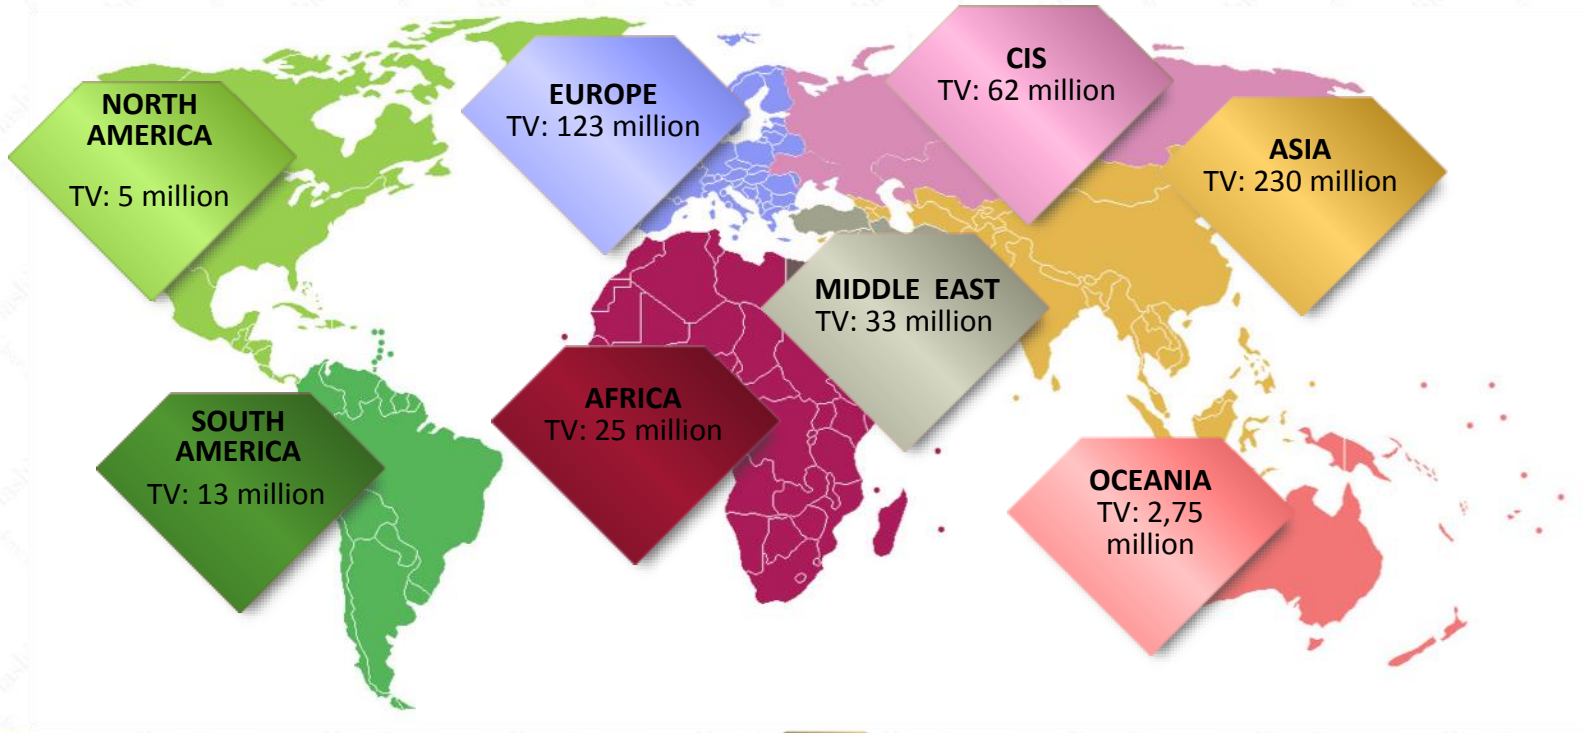 NORTH
AMERICA
TV: 5 million
EUROPE
TV: 123 million
CIS
TV: 62 million
ASIA
TV: 230 million
MIDDLE EAST
TV: 33 million
AFRICA
TV: 25 million
SOUTH
AMERICA
TV: 13 million
OCEANIA
TV: 2,75
million